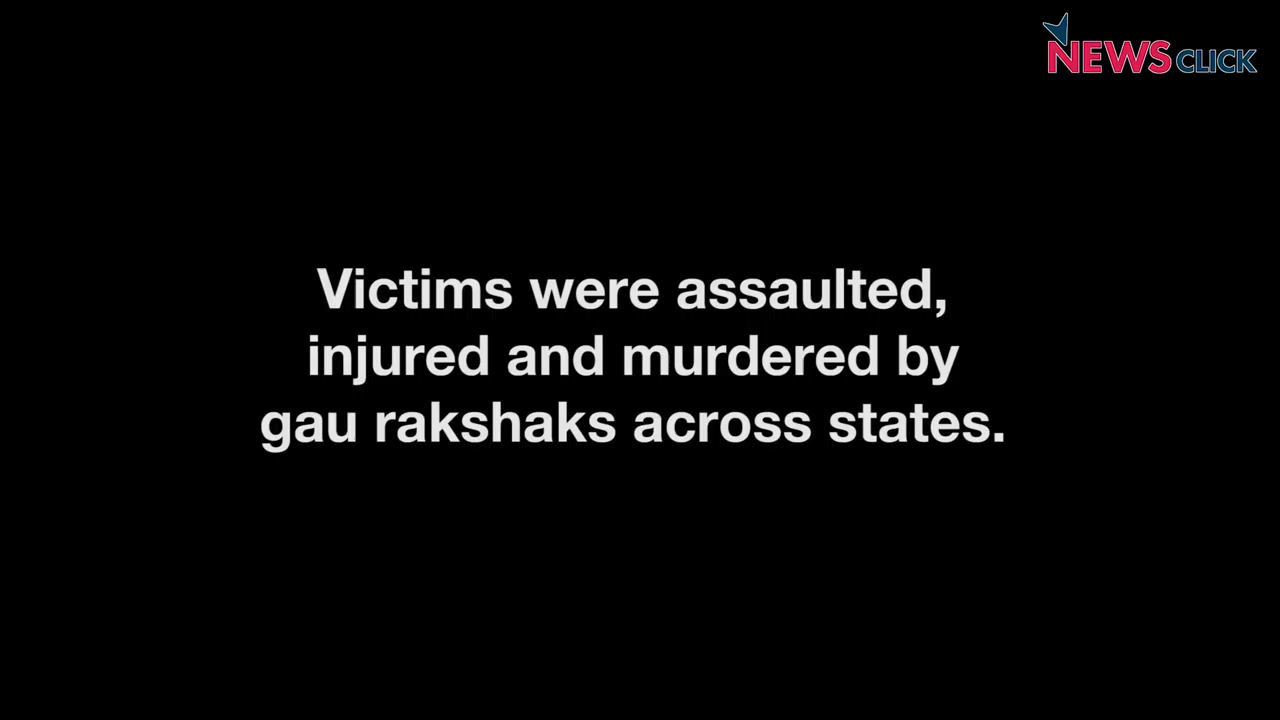 NEWSCLICK
Victims were assaulted,
injured and murdered by
gau rakshaks across states.